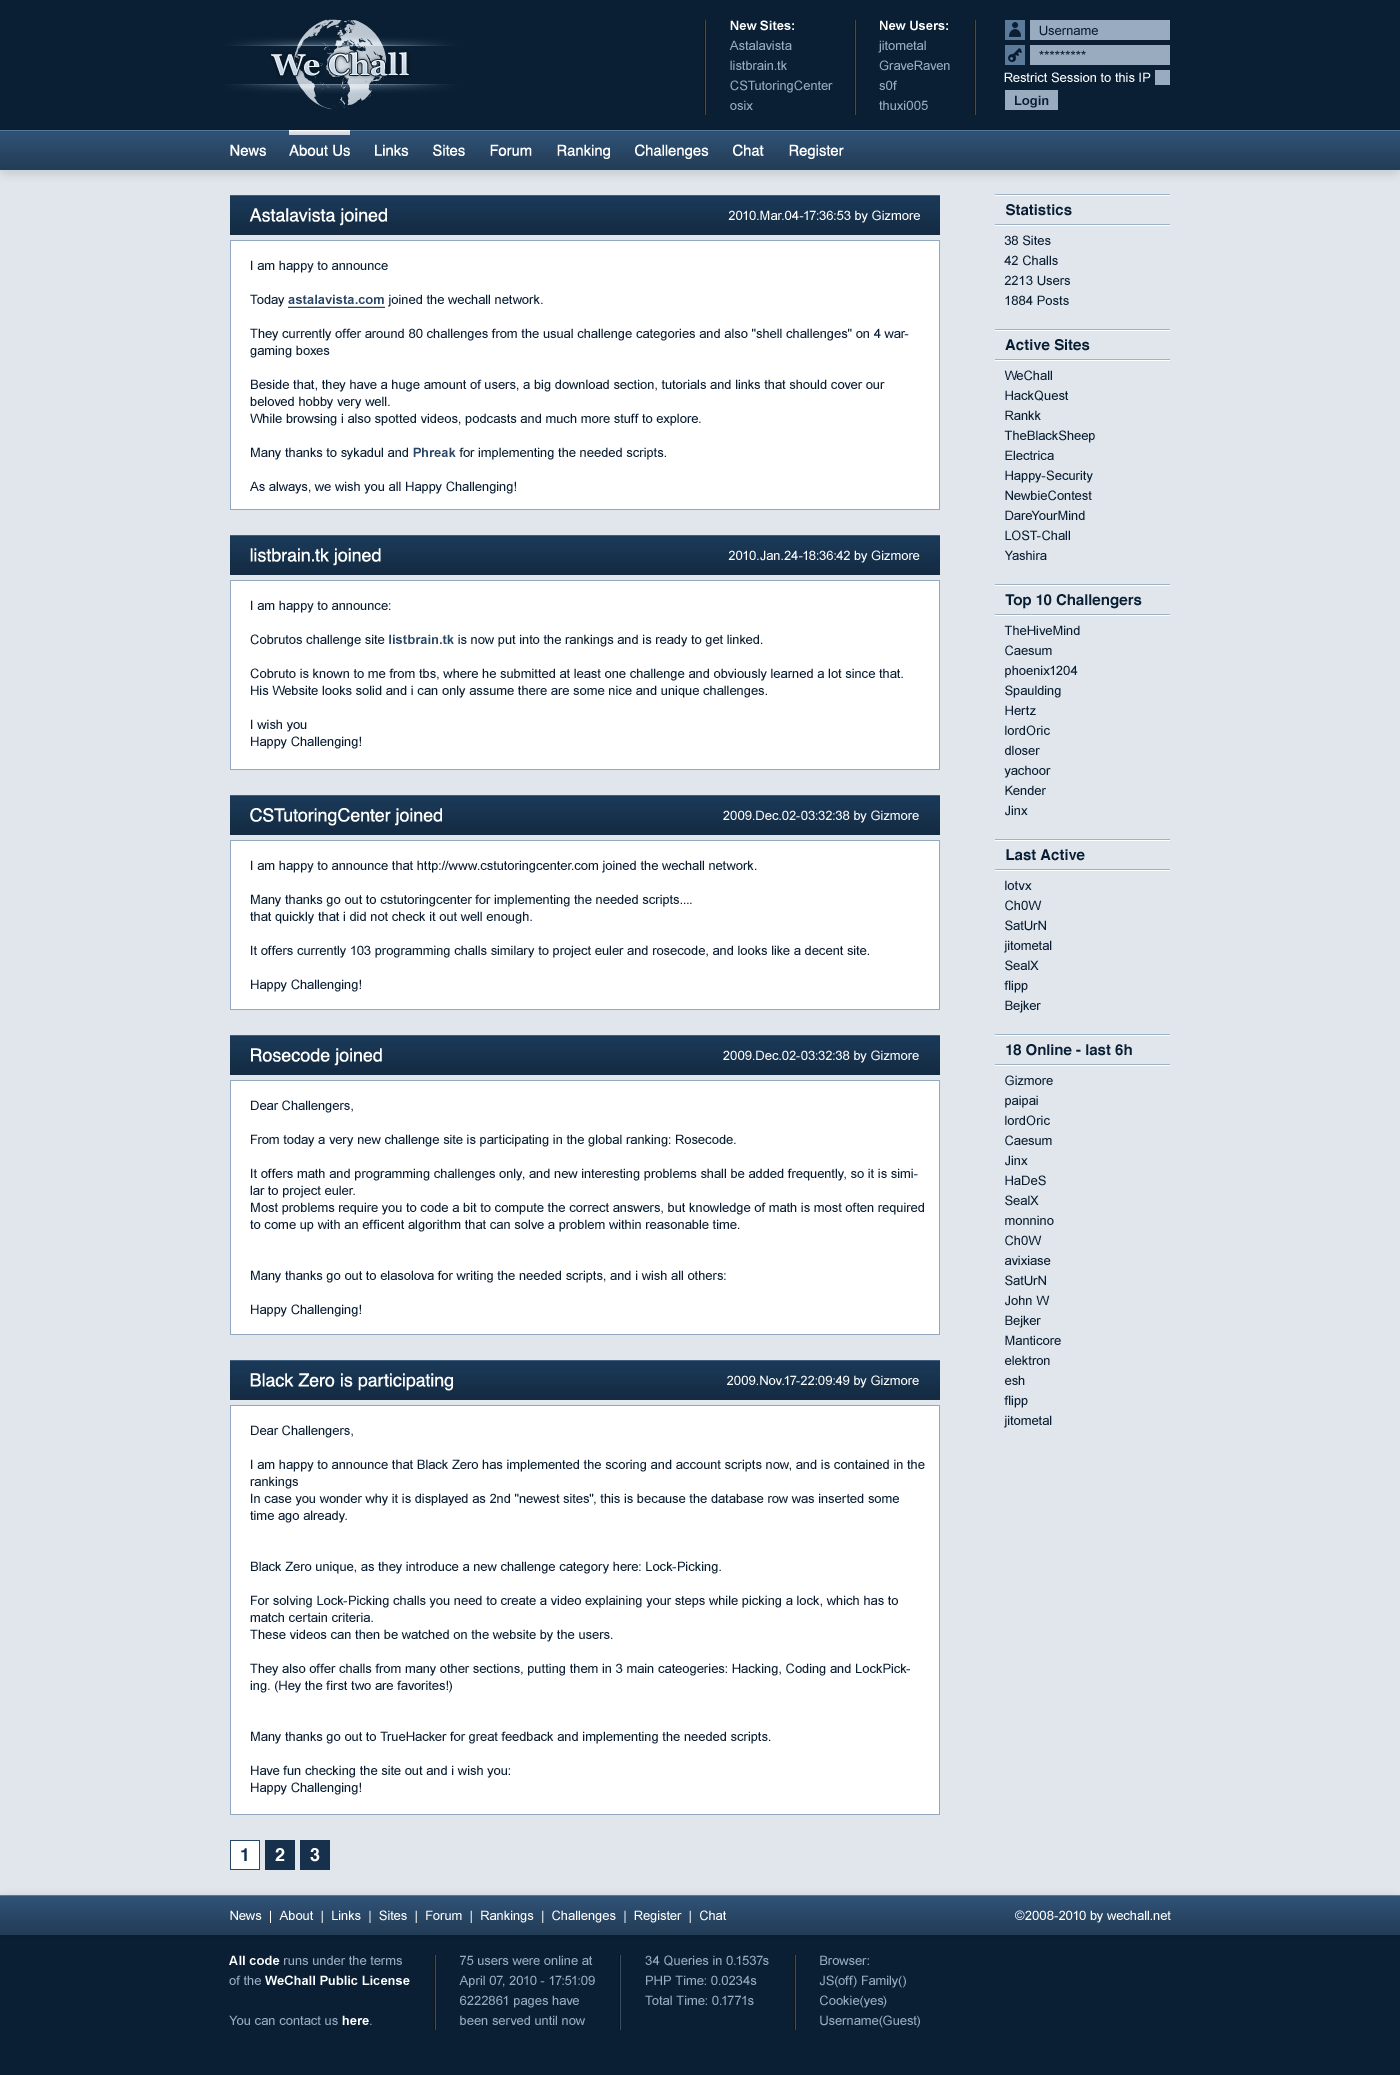 We Chall
New Sites:
Astalavista
listbrain.tk
CSTutoringCenter
osix
New Users:
jitometal
GraveRaven
s0f
thuxi005
Username
*********
Restrict Session to this IP
Login
News About Us Links Sites Forum Ranking Challenges Chat Register
Astalavista joined 2010.Mar.04-17:36:53 by Gizmore
I am happy to announce
Today astalavista.com joined the wechall network.
They currently offer around 80 challenges from the usual challenge categories and also "shell challenges" on 4 war-
gaming boxes
Beside that, they have a huge amount of users, a big download section, tutorials and links that should cover our
beloved hobby very well.
While browsing i also spotted videos, podcasts and much more stuff to explore.
Many thanks to sykadul and Phreak for implementing the needed scripts.
As always, we wish you all Happy Challenging!
listbrain.tk joined 2010.Jan.24-18:36:42 by Gizmore
I am happy to announce:
Cobrutos challenge site listbrain.tk is now put into the rankings and is ready to get linked.
Cobruto is known to me from tbs, where he submitted at least one challenge and obviously learned a lot since that.
His Website looks solid and i can only assume there are some nice and unique challenges.
I wish you
Happy Challenging!
CSTutoringCenter joined 2009.Dec.02-03:32:38 by Gizmore
I am happy to announce that http://www.cstutoringcenter.com joined the wechall network.
Many thanks go out to cstutoringcenter for implementing the needed scripts....
that quickly that i did not check it out well enough.
It offers currently 103 programming challs similary to project euler and rosecode, and looks like a decent site.
Happy Challenging!
Rosecode joined 2009.Dec.02-03:32:38 by Gizmore
Dear Challengers,
From today a very new challenge site is participating in the global ranking: Rosecode.
It offers math and programming challenges only, and new interesting problems shall be added frequently, so it is simi-
lar to project euler.
Most problems require you to code a bit to compute the correct answers, but knowledge of math is most often required
to come up with an efficent algorithm that can solve a problem within reasonable time.
Many thanks go out to elasolova for writing the needed scripts, and i wish all others:
Happy Challenging!
Black Zero is participating 2009.Nov.17-22:09:49 by Gizmore
Dear Challengers,
I am happy to announce that Black Zero has implemented the scoring and account scripts now, and is contained in the
rankings
In case you wonder why it is displayed as 2nd "newest sites", this is because the database row was inserted some
time ago already.
Black Zero unique, as they introduce a new challenge category here: Lock-Picking.
For solving Lock-Picking challs you need to create a video explaining your steps while picking a lock, which has to
match certain criteria.
These videos can then be watched on the website by the users.
They also offer challs from many other sections, putting them in 3 main cateogeries: Hacking, Coding and LockPick-
ing. (Hey the first two are favorites!)
Many thanks go out to TrueHacker for great feedback and implementing the needed scripts.
Have fun checking the site out and i wish you:
Happy Challenging!
1 2 3
Statistics
38 Sites
42 Challs
2213 Users
1884 Posts
Active Sites
WeChall
HackQuest
Rankk
TheBlackSheep
Electrica
Happy-Security
NewbieContest
DareYourMind
LOST-Chall
Yashira
Top 10 Challengers
TheHiveMind
Caesum
phoenix1204
Spaulding
Hertz
lordOric
dloser
yachoor
Kender
Jinx
Last Active
lotvx
Ch0W
SatUrN
jitometal
SealX
flipp
Bejker
18 Online - last 6h
Gizmore
paipai
lordOric
Caesum
Jinx
HaDeS
SealX
monnino
Ch0W
avixiase
SatUrN
John W
Bejker
Manticore
elektron
esh
flipp
jitometal
News | About | Links | Sites | Forum | Rankings | Challenges | Register | Chat ©2008-2010 by wechall.net
All code runs under the terms
of the WeChall Public License
You can contact us here.
75 users were online at
April 07, 2010 - 17:51:09
6222861 pages have
been served until now
34 Queries in 0.1537s
PHP Time: 0.0234s
Total Time: 0.1771s
Browser:
JS(off) Family()
Cookie(yes)
Username(Guest)